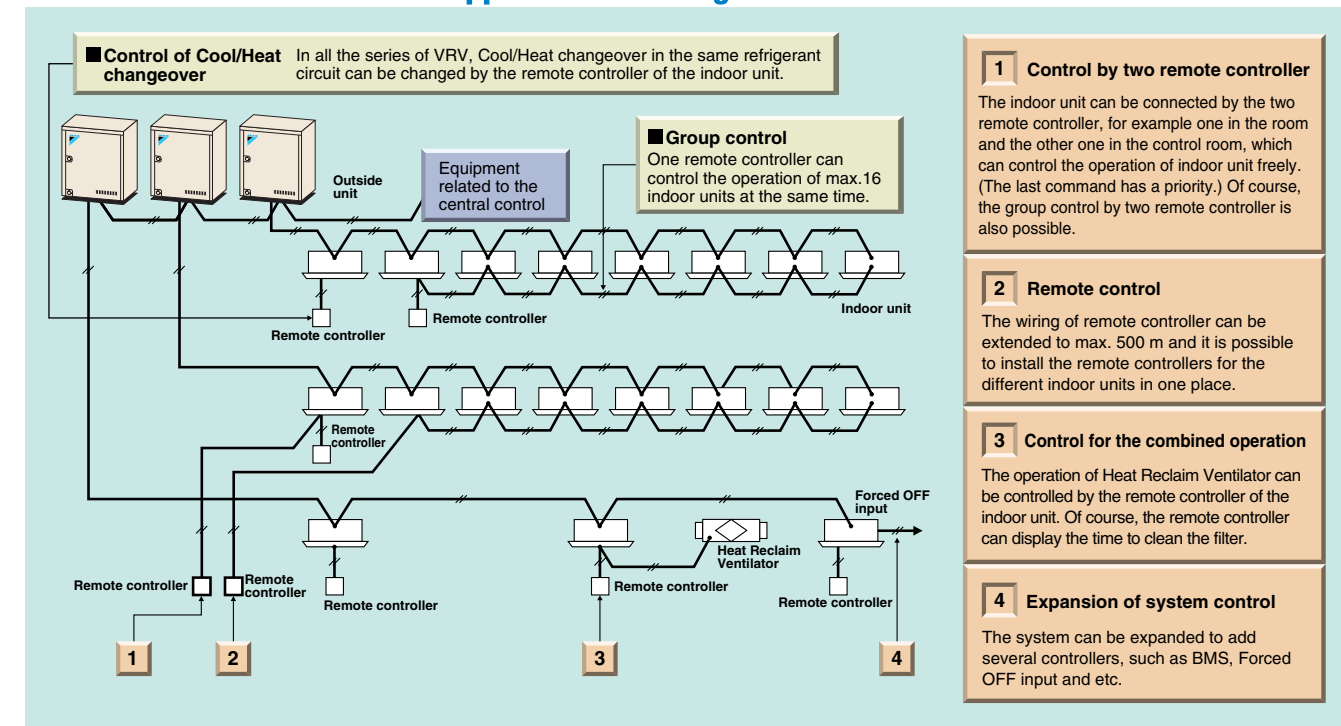 ■ Control of Cool/Heat changeover
In all the series of VRV, Cool/Heat changeover in the same refrigerant
circuit can be changed by the remote controller of the indoor unit.
Outside
unit
Equipment
related to the
central control
■ Group control
One remote controller can
control the operation of max.16
indoor units at the same time.
Indoor unit
Remote controller
Remote controller
Remote
controller
Forced OFF
input
Heat Reclaim
Ventilator
Remote controller
Remote
controller
Remote controller
Remote controller
Remote controller
1
2
3
4
1 Control by two remote controller
The indoor unit can be connected by the two
remote controller, for example one in the room
and the other one in the control room, which
can control the operation of indoor unit freely.
(The last command has a priority.) Of course,
the group control by two remote controller is
also possible.
2 Remote control
The wiring of remote controller can be
extended to max. 500 m and it is possible
to install the remote controllers for the
different indoor units in one place.
3 Control for the combined operation
The operation of Heat Reclaim Ventilator can
be controlled by the remote controller of the
indoor unit. Of course, the remote controller
can display the time to clean the filter.
4 Expansion of system control
The system can be expanded to add
several controllers, such as BMS, Forced
OFF input and etc.